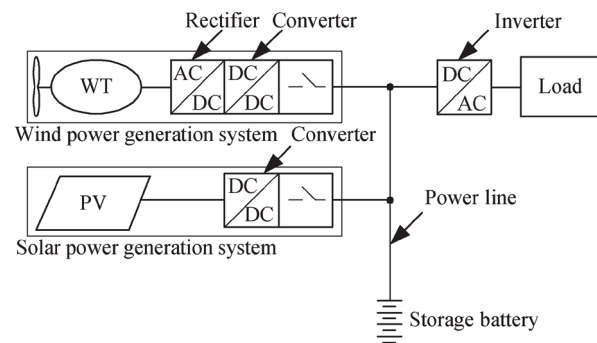 Rectifier Converter
Inverter
WT
AC
DC
DC
DC
DC
AC
Load
Wind power generation system
Converter
PV
DC
DC
Power line
Solar power generation system
Storage battery